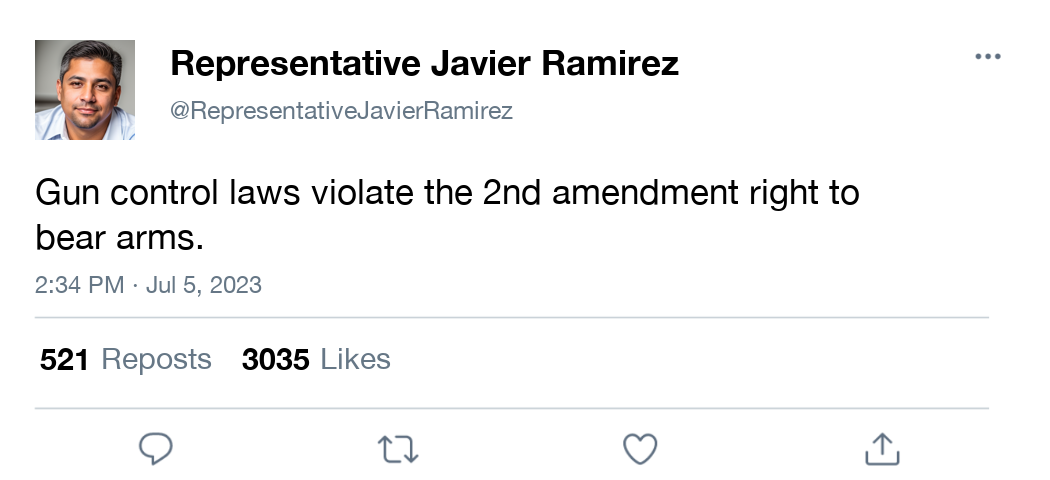 Representative Javier Ramirez
@RepresentativeJavierRamirez
Gun control laws violate the 2nd amendment right to
bear arms.
2:34 PM · Jul 5, 2023
521 Reposts 3035 Likes